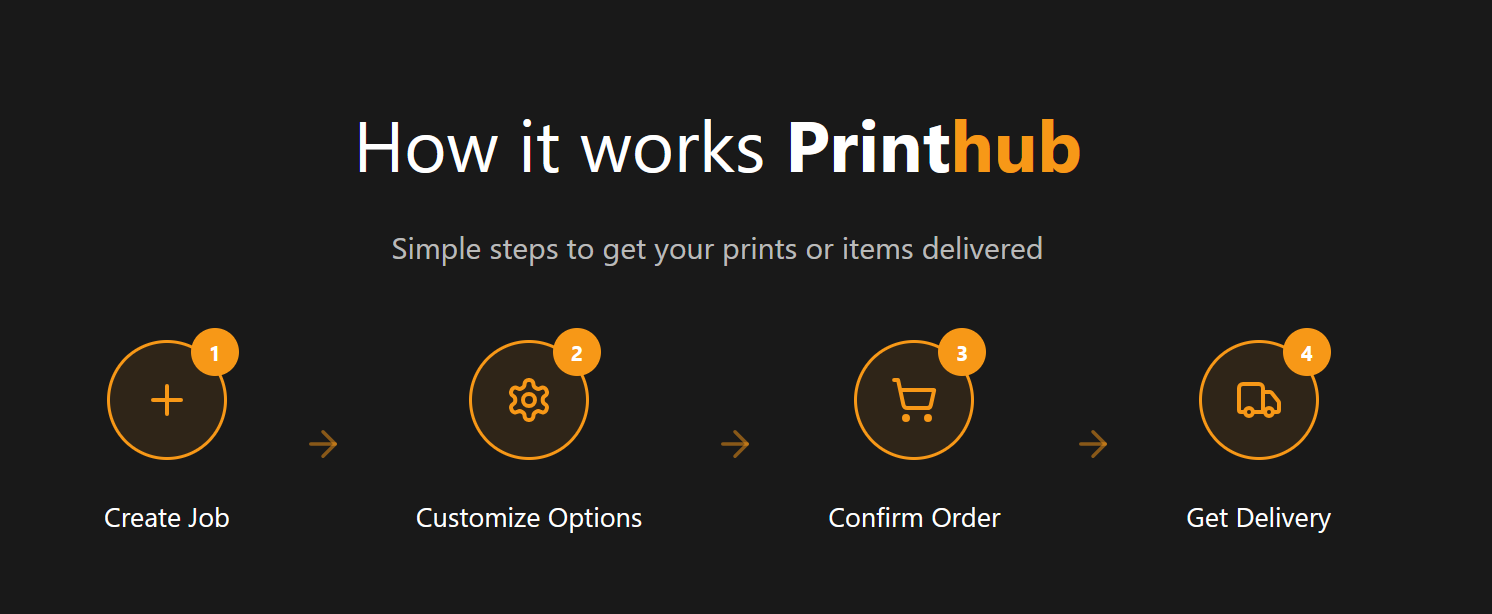 How it works Printhub
Simple steps to get your prints or items delivered
1
2
3
4
Create Job
Customize Options
Confirm Order
Get Delivery